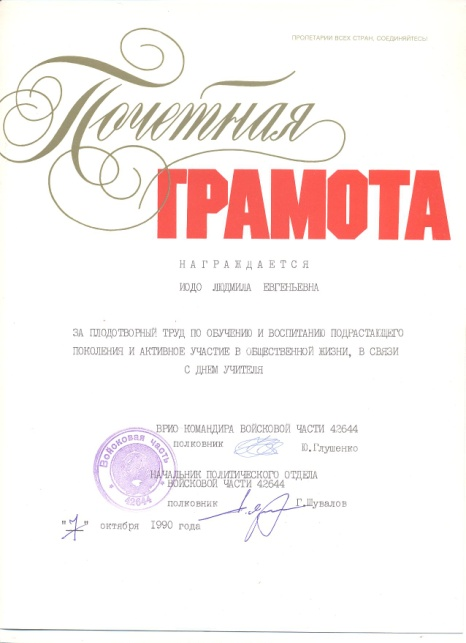 ПРОЛЕТАРИИ ВСЕХ СТРАН, СОЕДИНЯЙТЕСЬ!
Почетная
ГРАМОТА
НАГРАЖДАЕТСЯ
ИОДО ЛЮДМИЛА ЕВГЕНЬЕВНА
ЗА ПЛОДОТВОРНЫЙ ТРУД ПО ОБУЧЕНИЮ И ВОСПИТАНИЮ ПОДРАСТАЮЩЕГО
ПОКОЛЕНИЯ И АКТИВНОЕ УЧАСТИЕ В ОБЩЕСТВЕННОЙ ЖИЗНИ, В СВЯЗИ
С ДНЕМ УЧИТЕЛЯ
ВРИО КОМАНДИРА ВОЙСКОВОЙ ЧАСТИ 42644
полковник Ю.Глушенко
Войсковая часть
42644
НАЧАЛЬНИК ПОЛИТИЧЕСКОГО ОТДЕЛА
ВОЙСКОВОЙ ЧАСТИ 42644
полковник Г.Шувалов
"7" октября 1990 года